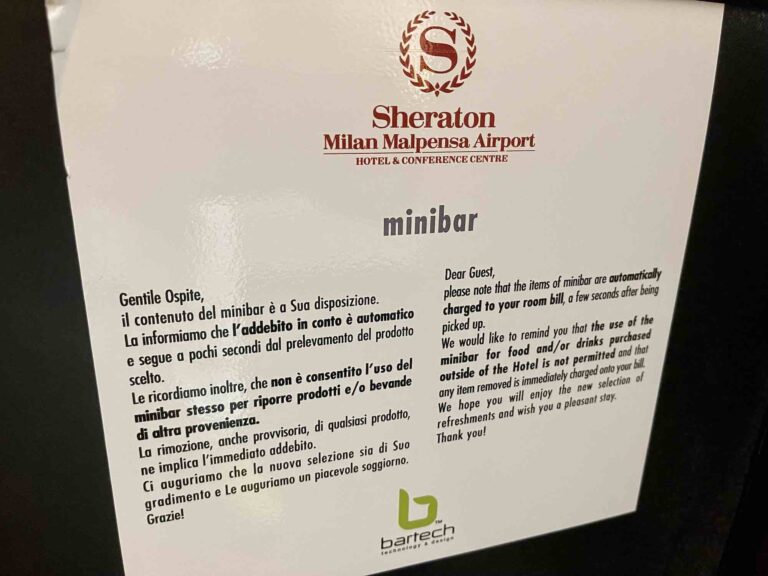 S
Sheraton
Milan Malpensa Airport
HOTEL & CONFERENCE CENTRE
minibar
Gentile Ospite,
il contenuto del minibar è a Sua disposizione.
La informiamo che l'addebito in conto è automatico
e segue a pochi secondi dal prelevamento del prodotto
scelto.
Le ricordiamo inoltre, che non è consentito l'uso del
minibar stesso per riporre prodotti e/o bevande
di altra provenienza.
La rimozione, anche provvisoria, di qualsiasi prodotto,
ne implica l'immediato addebito.
Ci auguriamo che la nuova selezione sia di Suo
gradimento e Le auguriamo un piacevole soggiorno.
Grazie!
Dear Guest,
please note that the items of minibar are automatically
charged to your room bill, a few seconds after being
picked up.
We would like to remind you that the use of the
minibar for food and/or drinks purchased
outside of the Hotel is not permitted and that
any item removed is immediately charged onto your bill.
We hope you will enjoy the new selection of
refreshments and wish you a pleasant stay.
Thank you!
b™
bartech
technology & design